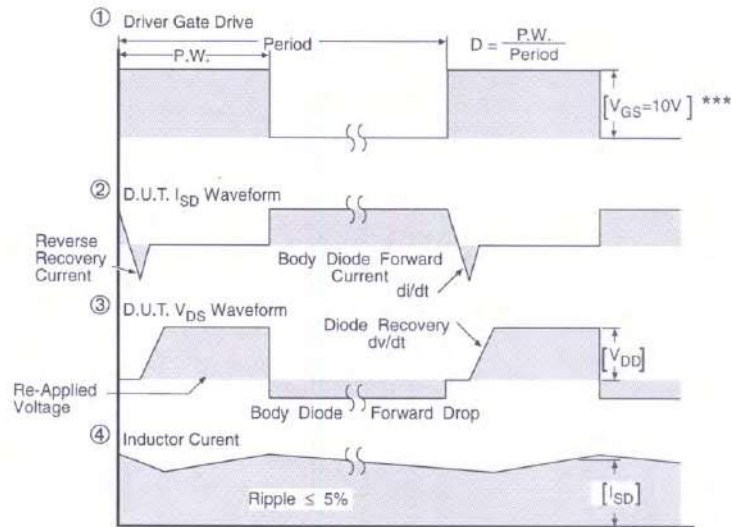 ① Driver Gate Drive
Period
P.W.
D = P.W. / Period
[VGS=10V] ***
② D.U.T. ISD Waveform
Reverse
Recovery
Current
Body Diode Forward
Current
di/dt
③ D.U.T. VDS Waveform
Diode Recovery
dv/dt
[VDD]
Re-Applied
Voltage
Body Diode Forward Drop
④ Inductor Curent
Ripple ≤ 5%
[ISD]